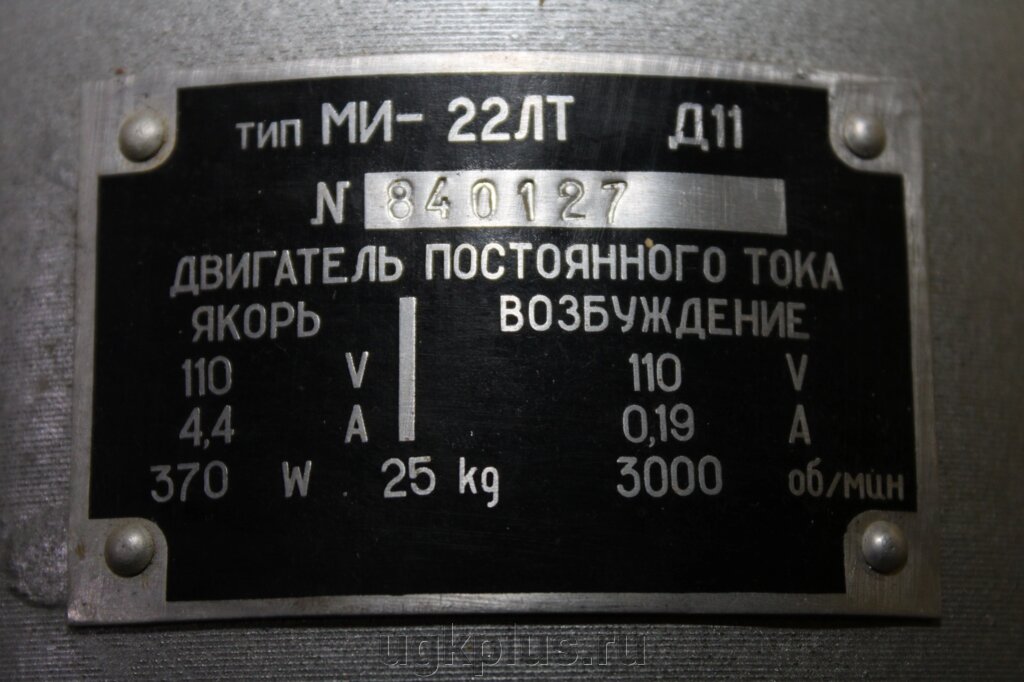 тип МИ-22ЛТ Д11
N 840127
ДВИГАТЕЛЬ ПОСТОЯННОГО ТОКА
ЯКОРЬ ВОЗБУЖДЕНИЕ
110 V 110 V
4,4 A 0,19 A
370 W 25 kg 3000 об/мин
ugkplus.ru